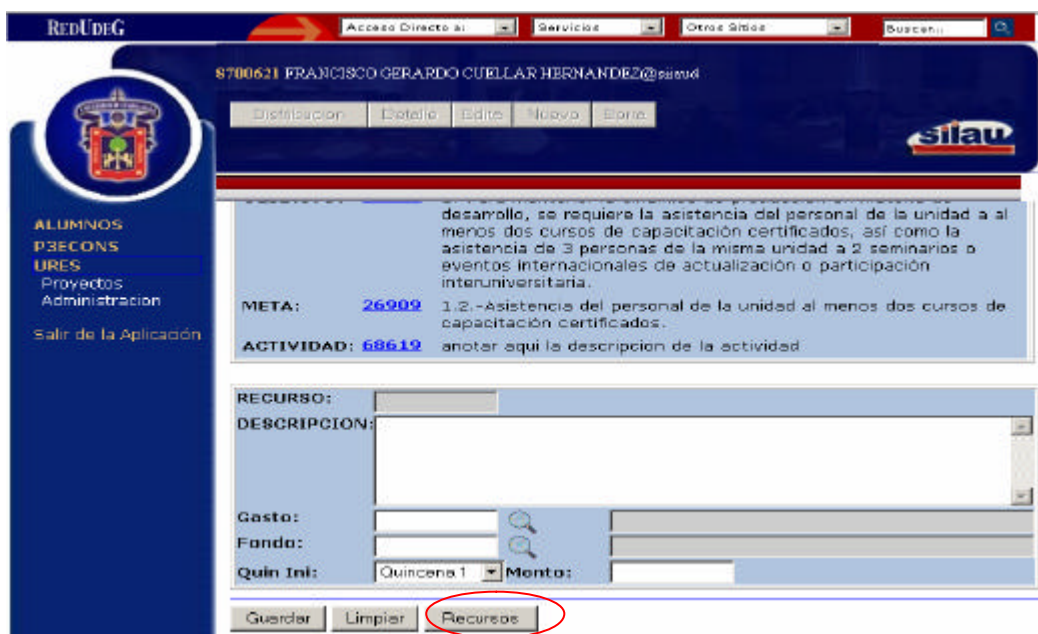 REDUDEG
Acceso Directo a:
Servicios
Otros Sitios
Buscar...
8700621 FRANCISCO GERARDO CUELLAR HERNANDEZ@siiaud
Distribucion Detalle Edita Nuevo Borra
siiau
ALUMNOS
P3ECONS
URES
Proyectos
Administracion
Salir de la Aplicación
desarrollo, se requiere la asistencia del personal de la unidad a al
menos dos cursos de capacitación certificados, así como la
asistencia de 3 personas de la misma unidad a 2 seminarios o
eventos internacionales de actualización o participación
interuniversitaria.
META: 26909 1.2.-Asistencia del personal de la unidad al menos dos cursos de
capacitación certificados.
ACTIVIDAD: 68619 anotar aqui la descripcion de la actividad
RECURSO:
DESCRIPCION:
Gasto:
Fondo:
Quin Ini: Quincena 1 Monto:
Guardar Limpiar Recursos